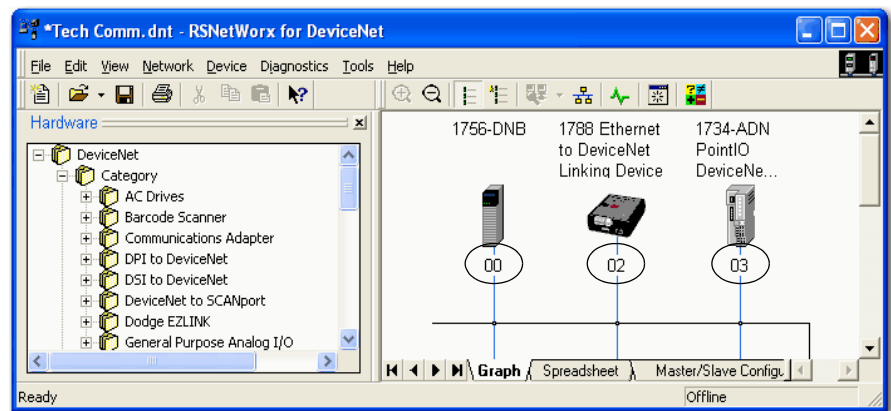 *Tech Comm.dnt - RSNetWorx for DeviceNet
File Edit View Network Device Diagnostics Tools Help
Hardware
DeviceNet
Category
AC Drives
Barcode Scanner
Communications Adapter
DPI to DeviceNet
DSI to DeviceNet
DeviceNet to SCANport
Dodge EZLINK
General Purpose Analog I/O
1756-DNB
1788 Ethernet
to DeviceNet
Linking Device
1734-ADN
PointIO
DeviceNe...
00
02
03
Graph Spreadsheet Master/Slave Configu
Ready Offline